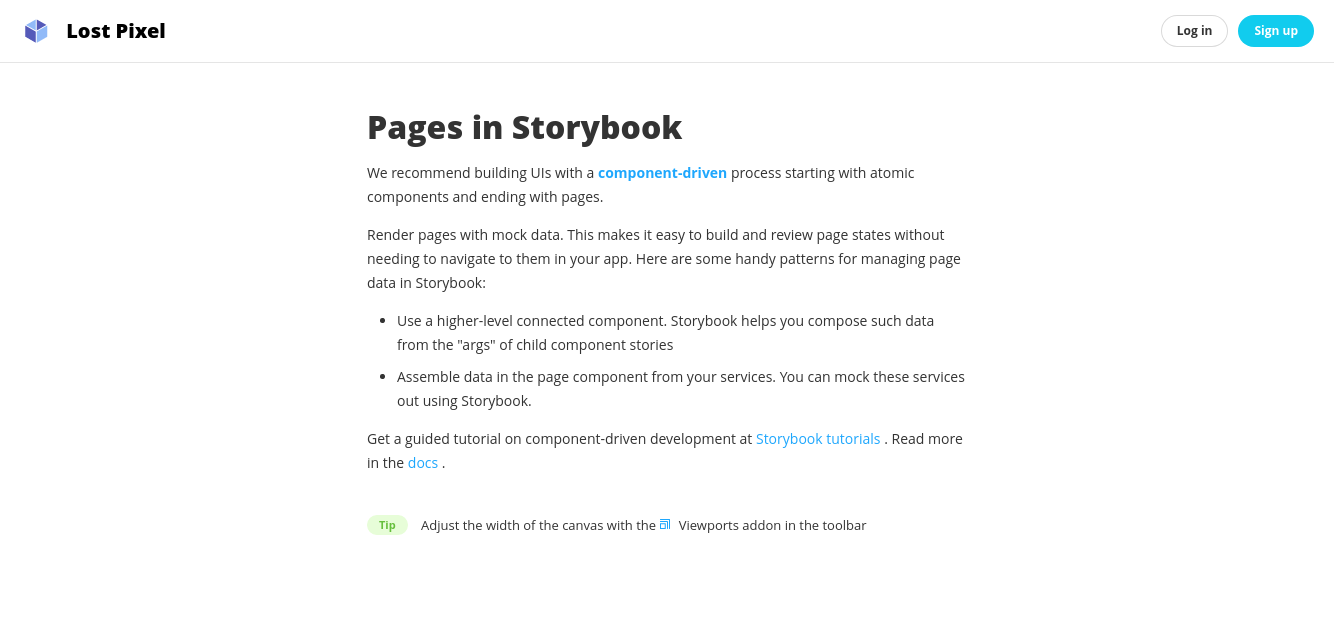 Lost Pixel
Log in
Sign up
Pages in Storybook
We recommend building UIs with a component-driven process starting with atomic
components and ending with pages.
Render pages with mock data. This makes it easy to build and review page states without
needing to navigate to them in your app. Here are some handy patterns for managing page
data in Storybook:
Use a higher-level connected component. Storybook helps you compose such data
from the "args" of child component stories
Assemble data in the page component from your services. You can mock these services
out using Storybook.
Get a guided tutorial on component-driven development at Storybook tutorials . Read more
in the docs .
Tip Adjust the width of the canvas with the Viewports addon in the toolbar